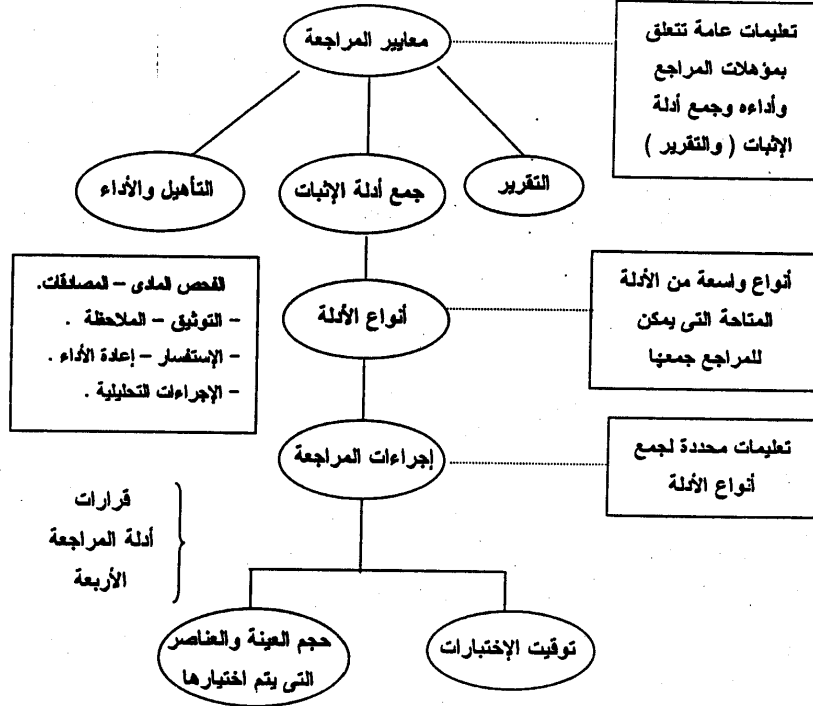 معايير المراجعة
تعليمات عامة تتعلق
بمؤهلات المراجع
وأداءه وجمع أدلة
الإثبات ( والتقرير )
التقرير
جمع أدلة الإثبات
التأهيل والأداء
أنواع واسعة من الأدلة
المتاحة التى يمكن
للمراجع جمعها
أنواع الأدلة
الفحص المادى – المصادقات.
– التوثيق – الملاحظة .
– الإستفسار – إعادة الأداء .
– الإجراءات التحليلية .
تعليمات محددة لجمع
أنواع الأدلة
إجراءات المراجعة
قرارات
أدلة المراجعة
الأربعة
توقيت الإختبارات
حجم العينة والعناصر
التى يتم اختيارها